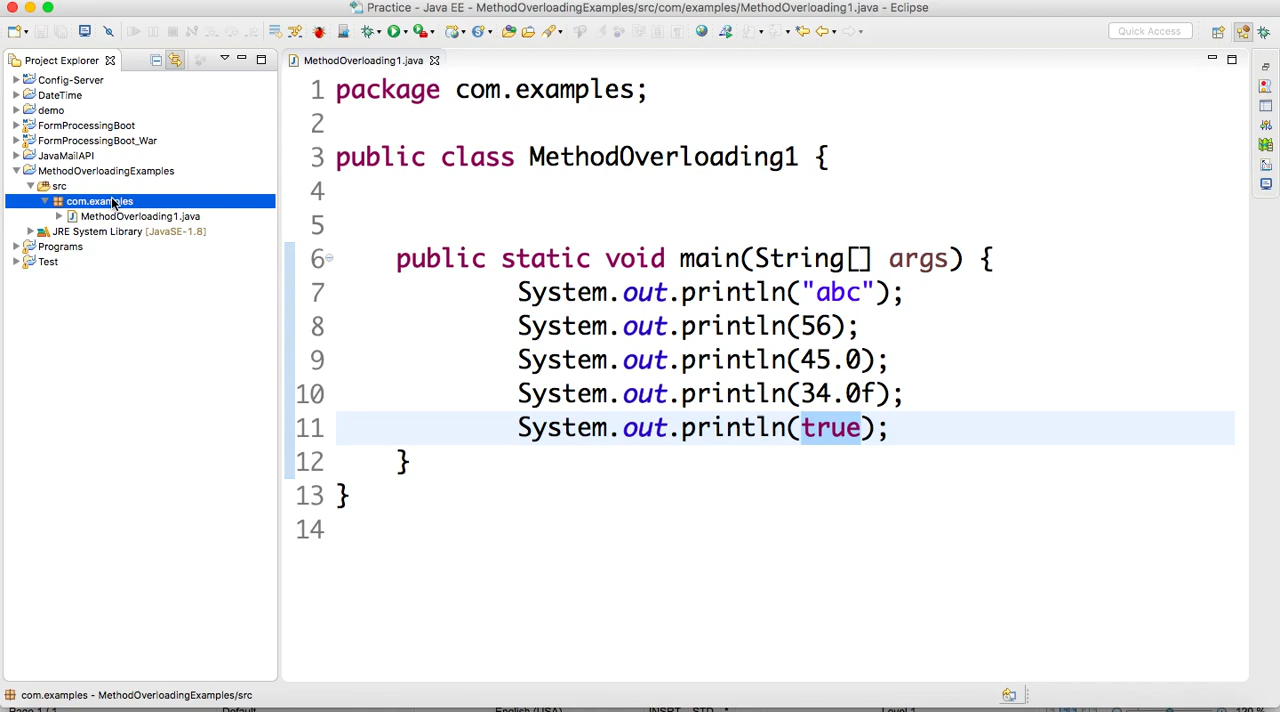 Practice - Java EE - MethodOverloadingExamples/src/com/examples/MethodOverloading1.java - Eclipse
Quick Access
Project Explorer
Config-Server
DateTime
demo
FormProcessingBoot
FormProcessingBoot_War
JavaMailAPI
MethodOverloadingExamples
src
com.examples
MethodOverloading1.java
JRE System Library [JavaSE-1.8]
Programs
Test
MethodOverloading1.java
1 package com.examples;
2
3 public class MethodOverloading1 {
4
5
6 public static void main(String[] args) {
7 System.out.println("abc");
8 System.out.println(56);
9 System.out.println(45.0);
10 System.out.println(34.0f);
11 System.out.println(true);
12 }
13 }
14
com.examples - MethodOverloadingExamples/src